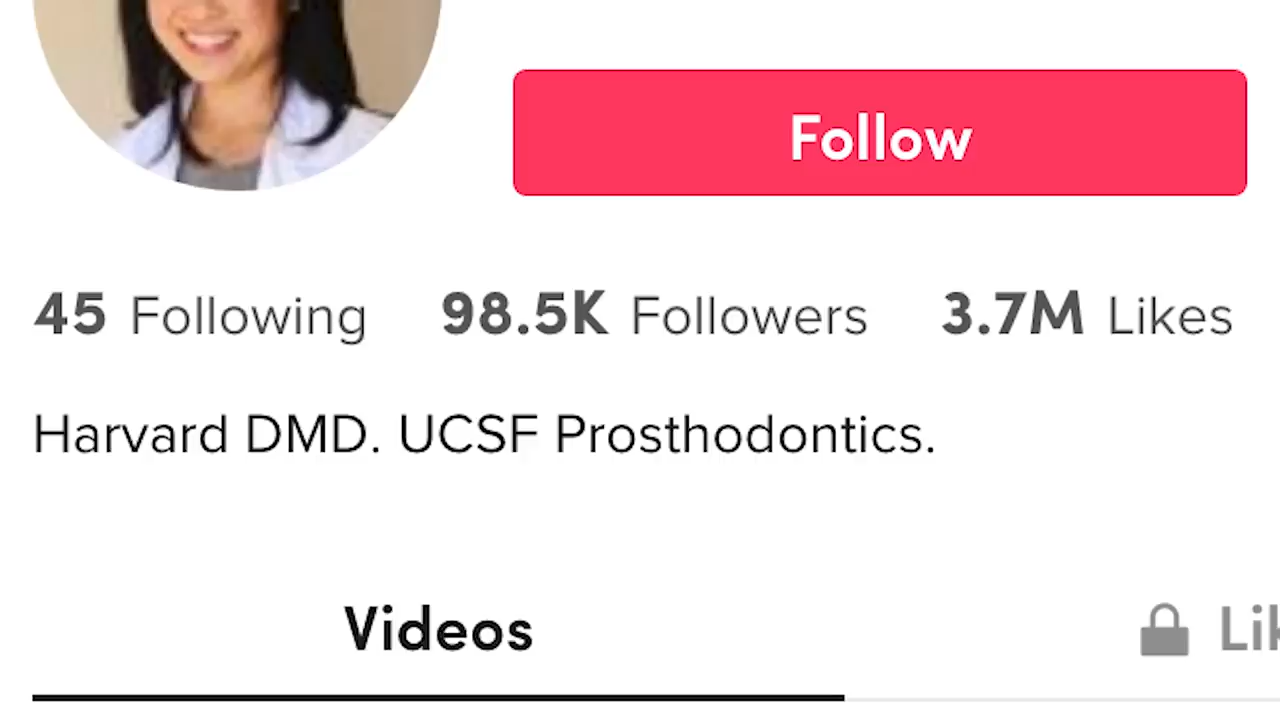 Follow
45 Following 98.5K Followers 3.7M Likes
Harvard DMD. UCSF Prosthodontics.
Videos